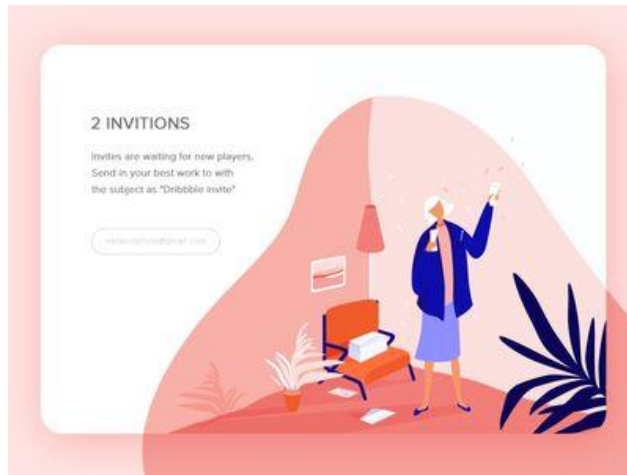 2 INVITIONS
Invites are waiting for new players,
Send in your best work to with
the subject as "Dribbble Invite"